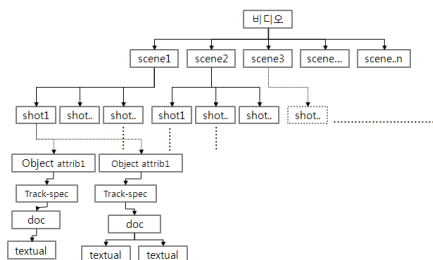 비디오
scene1 scene2 scene3 scene... scene..n
shot1 shot.. shot.. shot1 shot.. shot.. shot..
Object attrib1 Object attrib1
Track-spec Track-spec
doc doc
textual textual textual